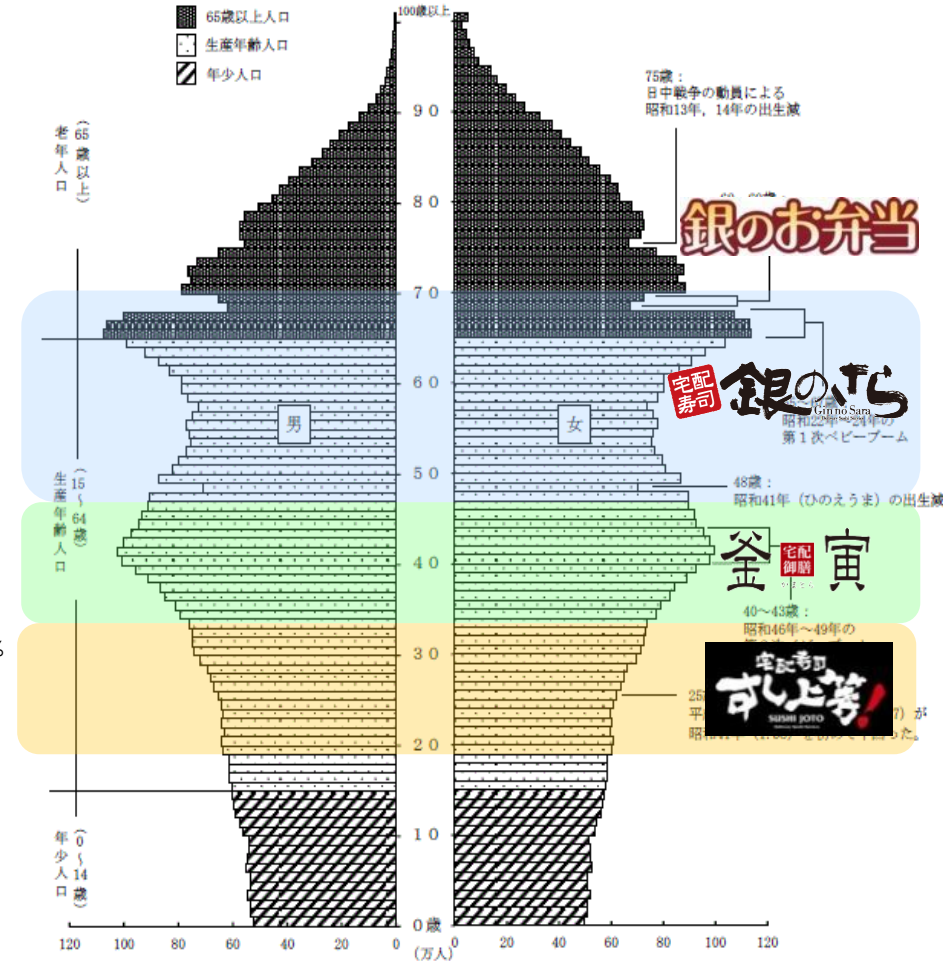 65歳以上人口
生産年齢人口
年少人口
100歳以上
90
80
70
60
50
40
30
20
10
0歳
老年人口
(65歳以上)
生産年齢人口
(15~64歳)
年少人口
(0~14歳)
男
女
75歳:
日中戦争の動員による
昭和13年,14年の出生減
銀のお弁当
宅配
寿司
銀のさら
Gin no Sara
昭和22年~24年の
第1次ベビーブーム
48歳:
昭和41年(ひのえうま)の出生減
釜
宅配
御膳
寅
40~43歳:
昭和46年~49年の
宅配寿司
すし上等!
SUSHI JOTO
25
平
7)が
昭和
った。
120 100 80 60 40 20 0
(万人)
0 20 40 60 80 100 120